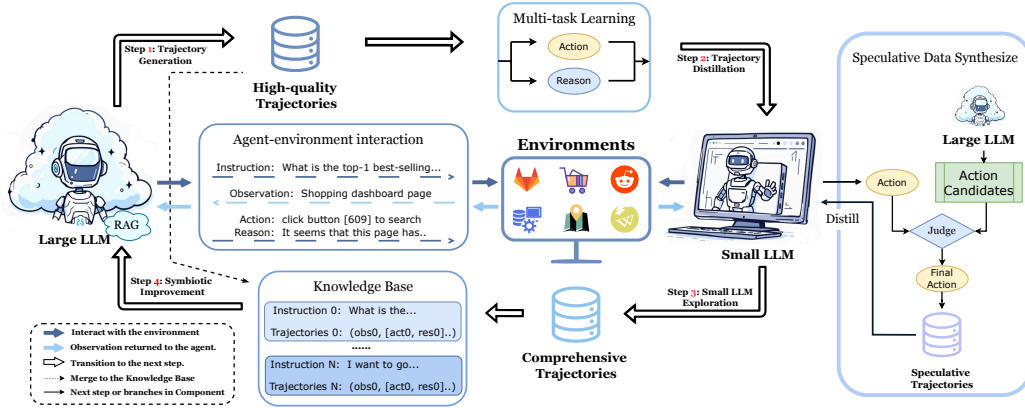 Step 1: Trajectory
Generation
High-quality
Trajectories
Multi-task Learning
Action
Reason
Step 2: Trajectory
Distillation
Speculative Data Synthesize
Large LLM
Action
Action
Candidates
Judge
Final
Action
Speculative
Trajectories
Distill
Agent-environment interaction
Instruction: What is the top-1 best-selling...
Observation: Shopping dashboard page
Action: click button [609] to search
Reason: It seems that this page has..
Environments
W
Large LLM
RAG
Small LLM
Step 4: Symbiotic
Improvement
Knowledge Base
Instruction 0: What is the...
Trajectories 0: (obs0, [act0, res0]..)
......
Instruction N: I want to go...
Trajectories N: (obs0, [act0, res0]..)
Comprehensive
Trajectories
Step 3: Small LLM
Exploration
Interact with the environment
Observation returned to the agent.
Transition to the next step.
Merge to the Knowledge Base
Next step or branches in Component